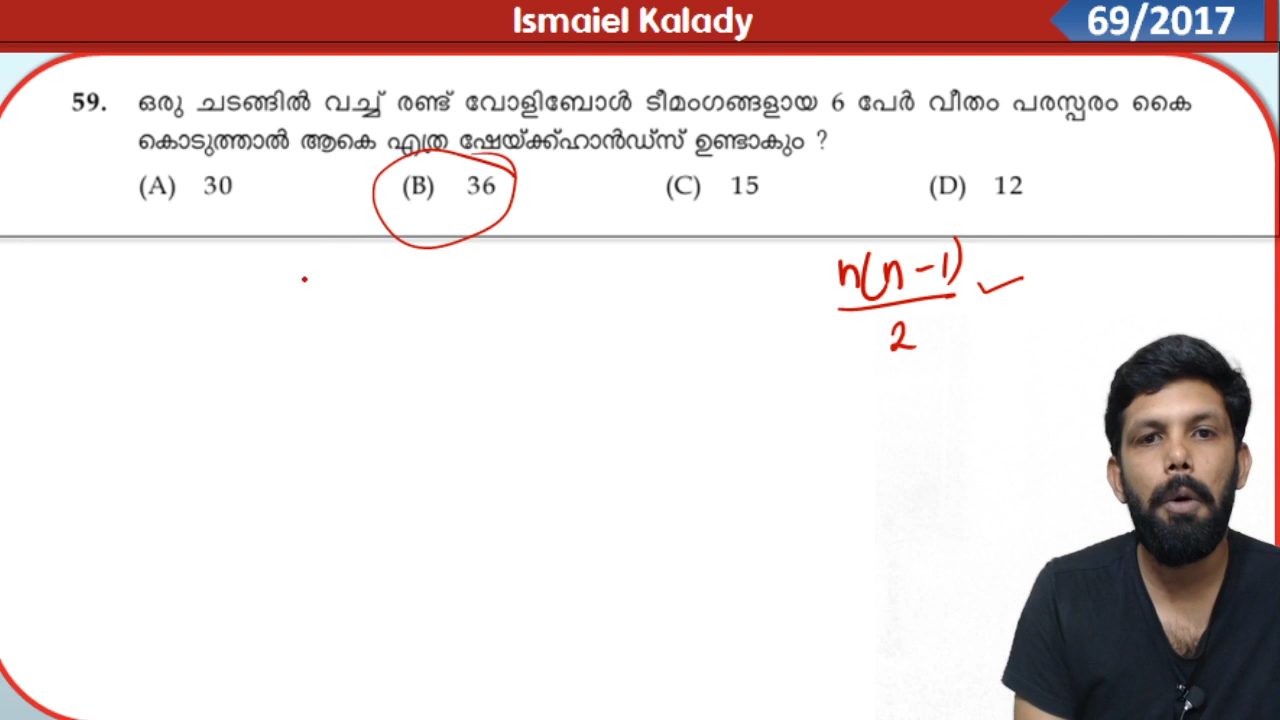 Ismaiel Kalady
69/2017
59. ഒരു ചടങ്ങിൽ വച്ച് രണ്ട് വോളിബോൾ ടീമംഗങ്ങളായ 6 പേർ വീതം പരസ്പരം കൈ
കൊടുത്താൽ ആകെ എത്ര ഷേയ്ക്ക്ഹാൻഡ്സ് ഉണ്ടാകും ?
(A) 30 (B) 36 (C) 15 (D) 12
n(n-1)
2